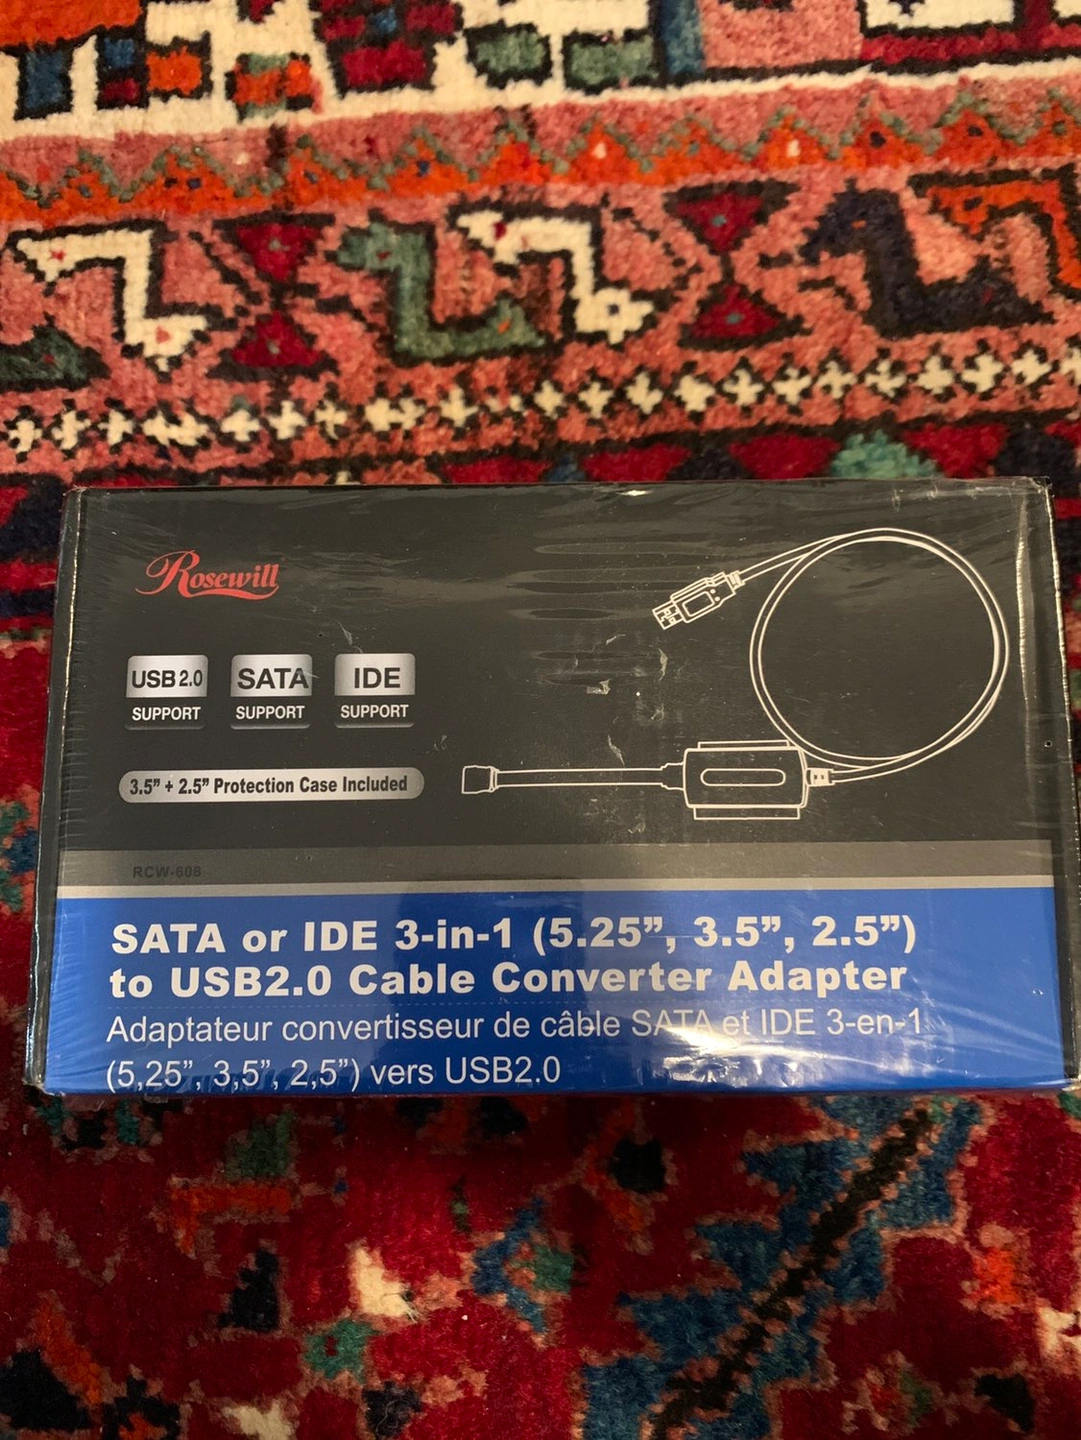 Rosewill
USB 2.0 SATA IDE
SUPPORT SUPPORT SUPPORT
3.5” + 2.5” Protection Case Included
RCW-608
SATA or IDE 3-in-1 (5.25”, 3.5”, 2.5”)
to USB2.0 Cable Converter Adapter
Adaptateur convertisseur de câble SATA et IDE 3-en-1
(5,25”, 3,5”, 2,5”) vers USB2.0